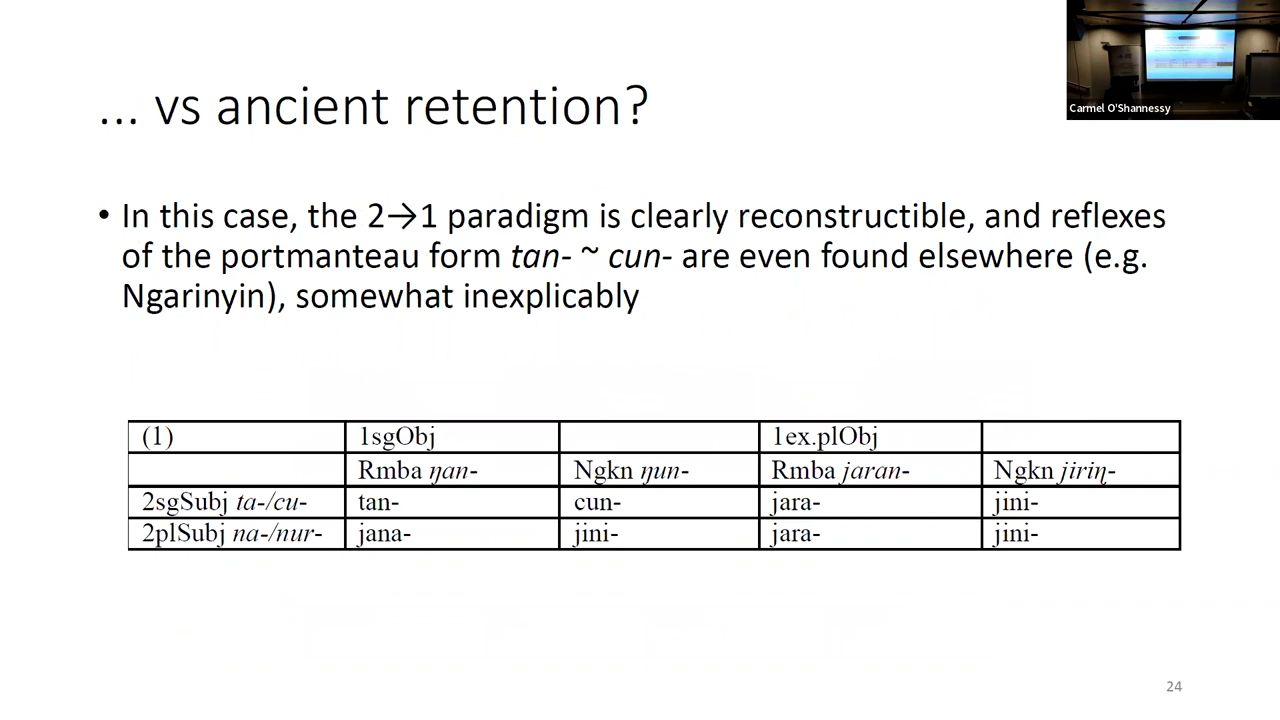 Carmel O'Shannessy
... vs ancient retention?
• In this case, the 2→1 paradigm is clearly reconstructible, and reflexes
of the portmanteau form tan- ~ cun- are even found elsewhere (e.g.
Ngarinyin), somewhat inexplicably
(1) 1sgObj 1ex.plObj
Rmba ŋan- Ngkn ŋun- Rmba jaran- Ngkn jiriɳ-
2sgSubj ta-/cu- tan- cun- jara- jini-
2plSubj na-/nur- jana- jini- jara- jini-
24